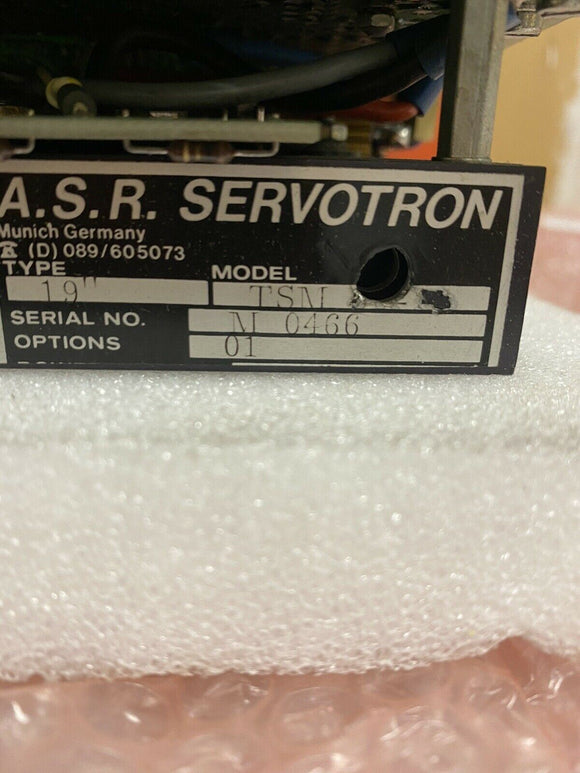 A.S.R. SERVOTRON
Munich Germany
☎ (D) 089/605073
TYPE MODEL
19" TSM
SERIAL NO. M 0466
OPTIONS 01